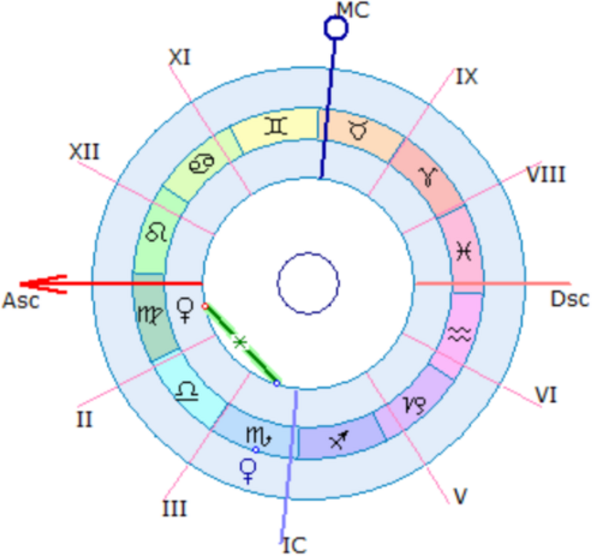 MC
XI
IX
♊
♉
XII
♋
♈
VIII
♌
♓
Asc
♍
♀
Dsc
⚹
♒
♎
♑
II
♏
♐
VI
♀
III
V
IC